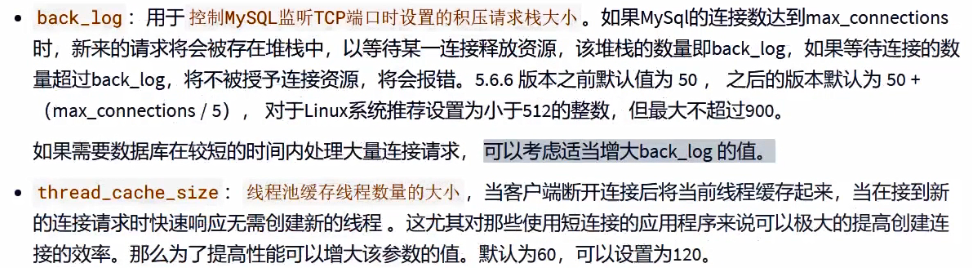 • back_log：用于 控制MySQL监听TCP端口时设置的积压请求栈大小 。如果MySql的连接数达到max_connections
时，新来的请求将会被存在堆栈中，以等待某一连接释放资源，该堆栈的数量即back_log，如果等待连接的数
量超过back_log，将不被授予连接资源，将会报错。5.6.6 版本之前默认值为 50 ， 之后的版本默认为 50 +
（max_connections / 5）， 对于Linux系统推荐设置为小于512的整数，但最大不超过900。
如果需要数据库在较短的时间内处理大量连接请求， 可以考虑适当增大back_log 的值。
• thread_cache_size： 线程池缓存线程数量的大小 ，当客户端断开连接后将当前线程缓存起来，当在接到新
的连接请求时快速响应无需创建新的线程 。这尤其对那些使用短连接的应用程序来说可以极大的提高创建连
接的效率。那么为了提高性能可以增大该参数的值。默认为60，可以设置为120。